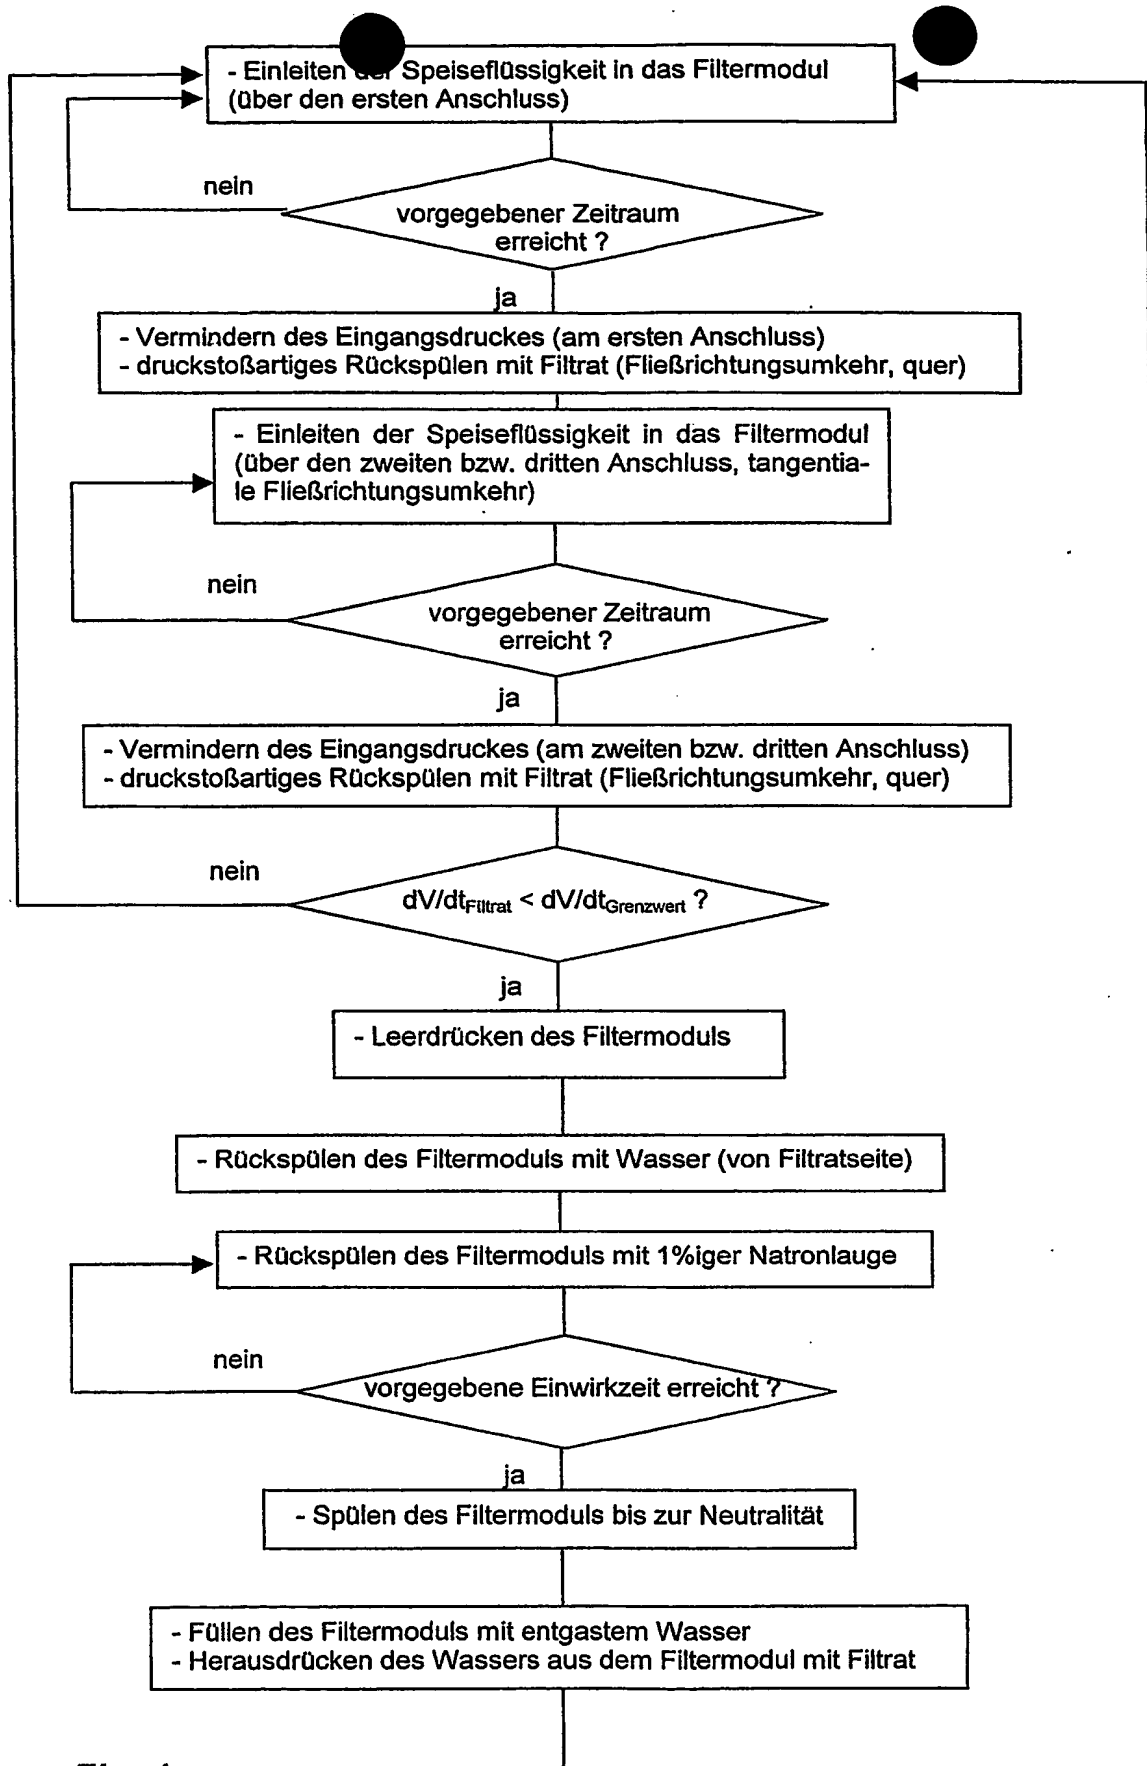 - Einleiten der Speiseflüssigkeit in das Filtermodul
(über den ersten Anschluss)
nein
vorgegebener Zeitraum
erreicht ?
ja
- Vermindern des Eingangsdruckes (am ersten Anschluss)
- druckstoßartiges Rückspülen mit Filtrat (Fließrichtungsumkehr, quer)
- Einleiten der Speiseflüssigkeit in das Filtermodul
(über den zweiten bzw. dritten Anschluss, tangentia-
le Fließrichtungsumkehr)
nein
vorgegebener Zeitraum
erreicht ?
ja
- Vermindern des Eingangsdruckes (am zweiten bzw. dritten Anschluss)
- druckstoßartiges Rückspülen mit Filtrat (Fließrichtungsumkehr, quer)
nein
dV/dtFiltrat < dV/dtGrenzwert ?
ja
- Leerdrücken des Filtermoduls
- Rückspülen des Filtermoduls mit Wasser (von Filtratseite)
- Rückspülen des Filtermoduls mit 1%iger Natronlauge
nein
vorgegebene Einwirkzeit erreicht ?
ja
- Spülen des Filtermoduls bis zur Neutralität
- Füllen des Filtermoduls mit entgastem Wasser
- Herausdrücken des Wassers aus dem Filtermodul mit Filtrat